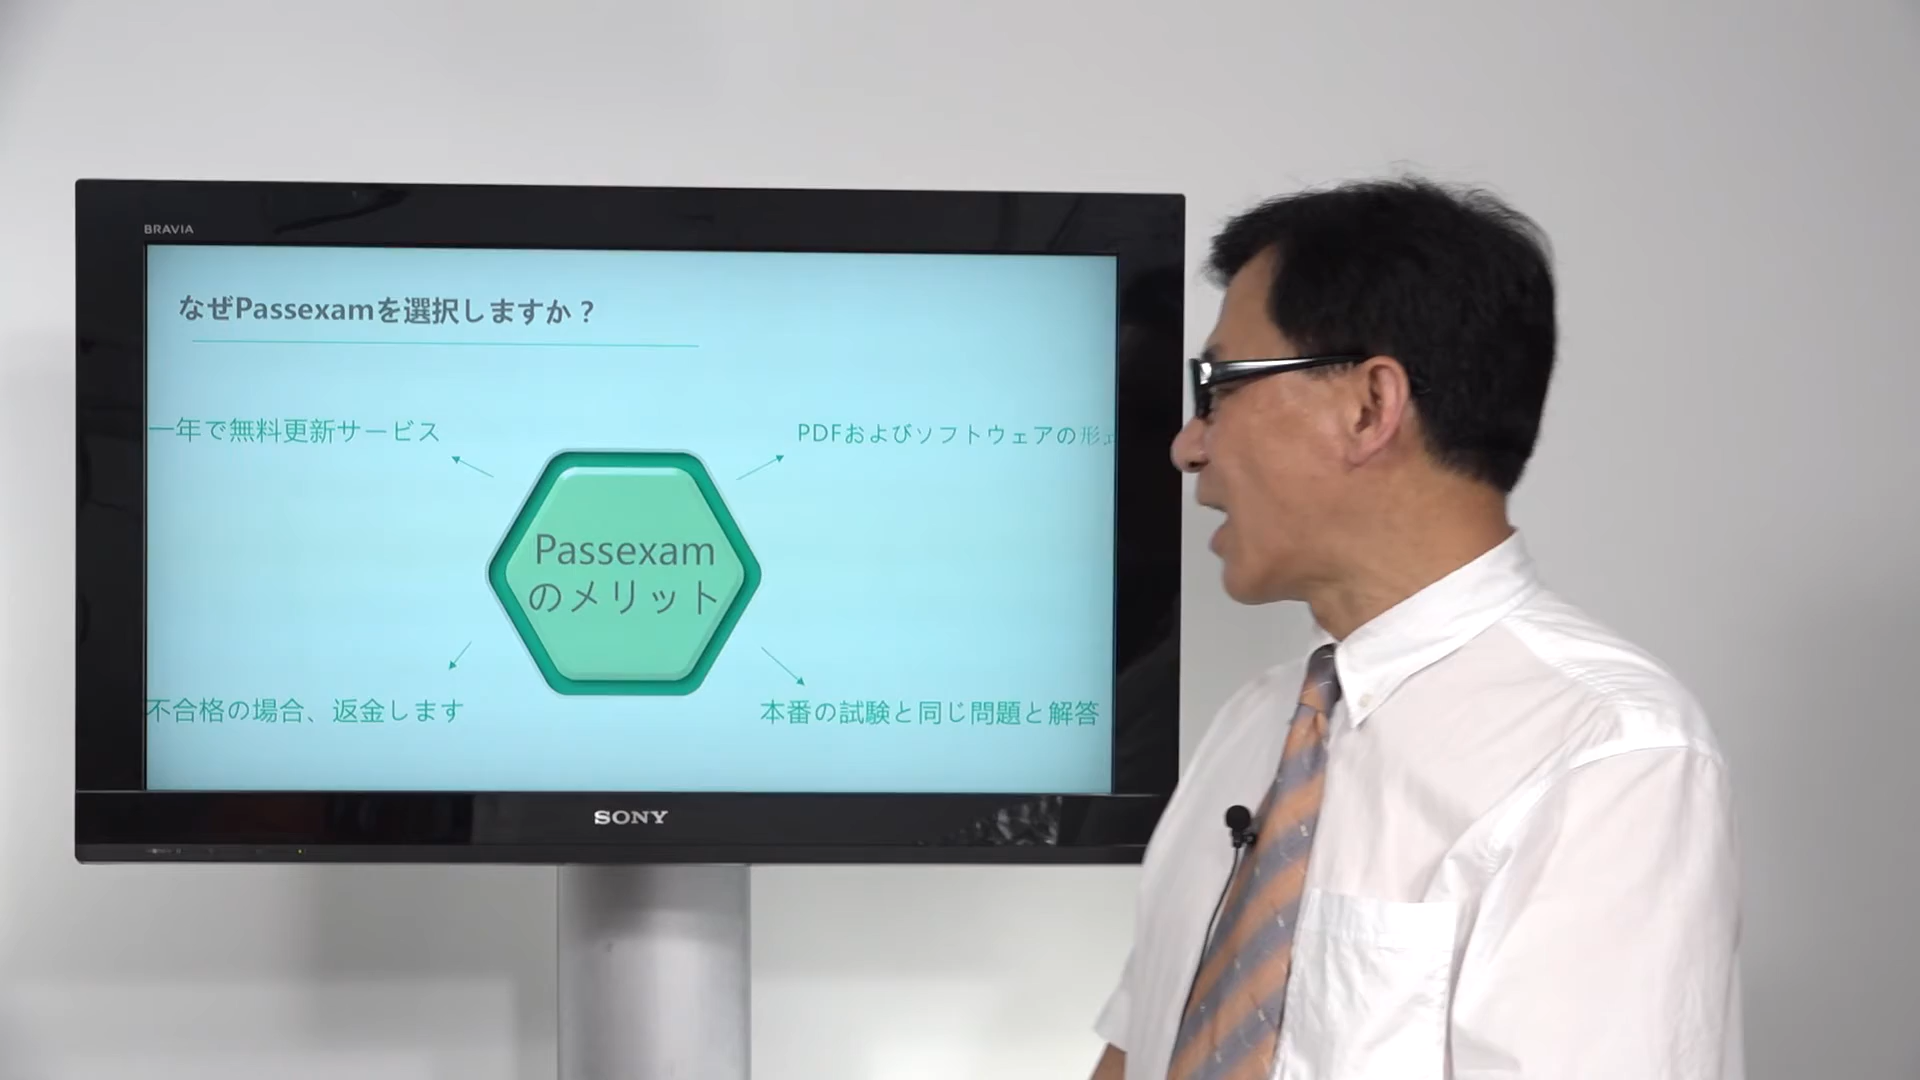 BRAVIA
なぜPassexamを選択しますか？
一年で無料更新サービス
PDFおよびソフトウェアの形式
Passexam
のメリット
不合格の場合、返金します
本番の試験と同じ問題と解答
SONY